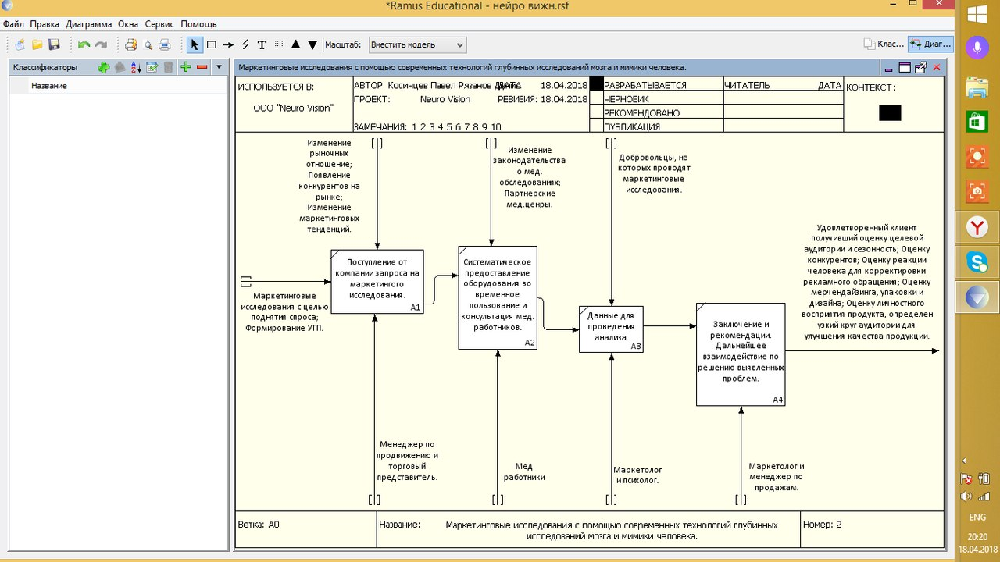 *Ramus Educational - нейро вижн.rsf
Файл Правка Диаграмма Окна Сервис Помощь
Масштаб: Вместить модель
Клас... Диаг...
Классификаторы
Название
Маркетинговые исследования с помощью современных технологий глубинных исследований мозга и мимики человека.
ИСПОЛЬЗУЕТСЯ В:
ООО "Neuro Vision"
АВТОР: Косинцев Павел Рязанов
ДАТА: 18.04.2018
ПРОЕКТ: Neuro Vision
РЕВИЗИЯ: 18.04.2018
ЗАМЕЧАНИЯ: 1 2 3 4 5 6 7 8 9 10
РАЗРАБАТЫВАЕТСЯ
ЧЕРНОВИК
РЕКОМЕНДОВАНО
ПУБЛИКАЦИЯ
ЧИТАТЕЛЬ ДАТА
КОНТЕКСТ:
Изменение
рыночных
отношение;
Появление
конкурентов на
рынке;
Изменение
маркетинговых
тенденций.
Изменение
законодательства
о мед.
обследованиях;
Партнерские
мед.ценры.
Добровольцы, на
которых проводят
маркетинговые
исследования.
Маркетинговые
исследования с целью
поднятия спроса;
Формирование УТП.
Поступление от
компании запроса на
маркетингого
исследования.
A1
Систематическое
предоставление
оборудования во
временное
пользование и
консультация мед.
работников.
A2
Данные для
проведения
анализа.
A3
Заключение и
рекомендации.
Дальнейшее
взаимодействие по
решению выявленных
проблем.
A4
Удовлетворенный клиент
получивший оценку целевой
аудитории и сезонность; Оценку
конкурентов; Оценку реакции
человека для корректировки
рекламного обращения; Оценку
мерчендайзинга, упаковки и
дизайна; Оценку личностного
восприятия продукта, определен
узкий круг аудитории для
улучшения качества продукции.
Менеджер по
продвижению и
торговый
представитель.
Мед
работники
Маркетолог
и психолог.
Маркетолог и
менеджер по
продажам.
Ветка: A0
Название:
Маркетинговые исследования с помощью современных технологий глубинных
исследований мозга и мимики человека.
Номер: 2
ENG
20:20
18.04.2018